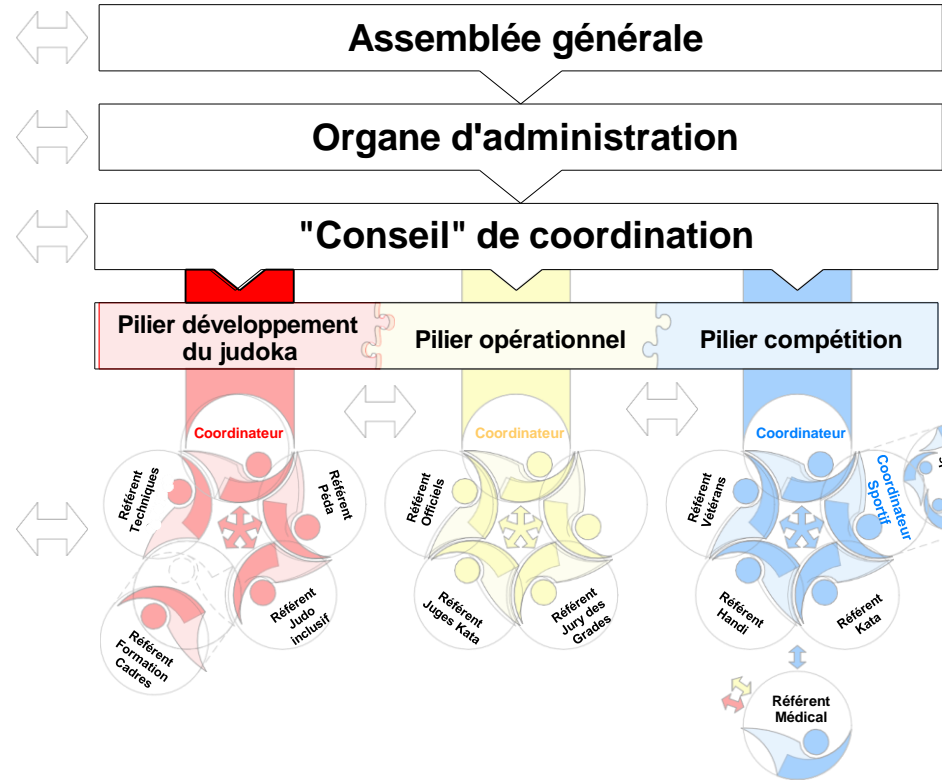 Assemblée générale
Organe d'administration
"Conseil" de coordination
Pilier développement
du judoka
Pilier opérationnel
Pilier compétition
Coordinateur
Référent
Techniques
Référent
Péda
Référent
Judo
inclusif
Référent
Formation
Cadres
Coordinateur
Référent
Officiels
Référent
Juges Kata
Référent
Jury des
Grades
Coordinateur
Référent
Vétérans
Coordinateur
Sportif
Référent
Handi
Référent
Kata
Référent
Médical